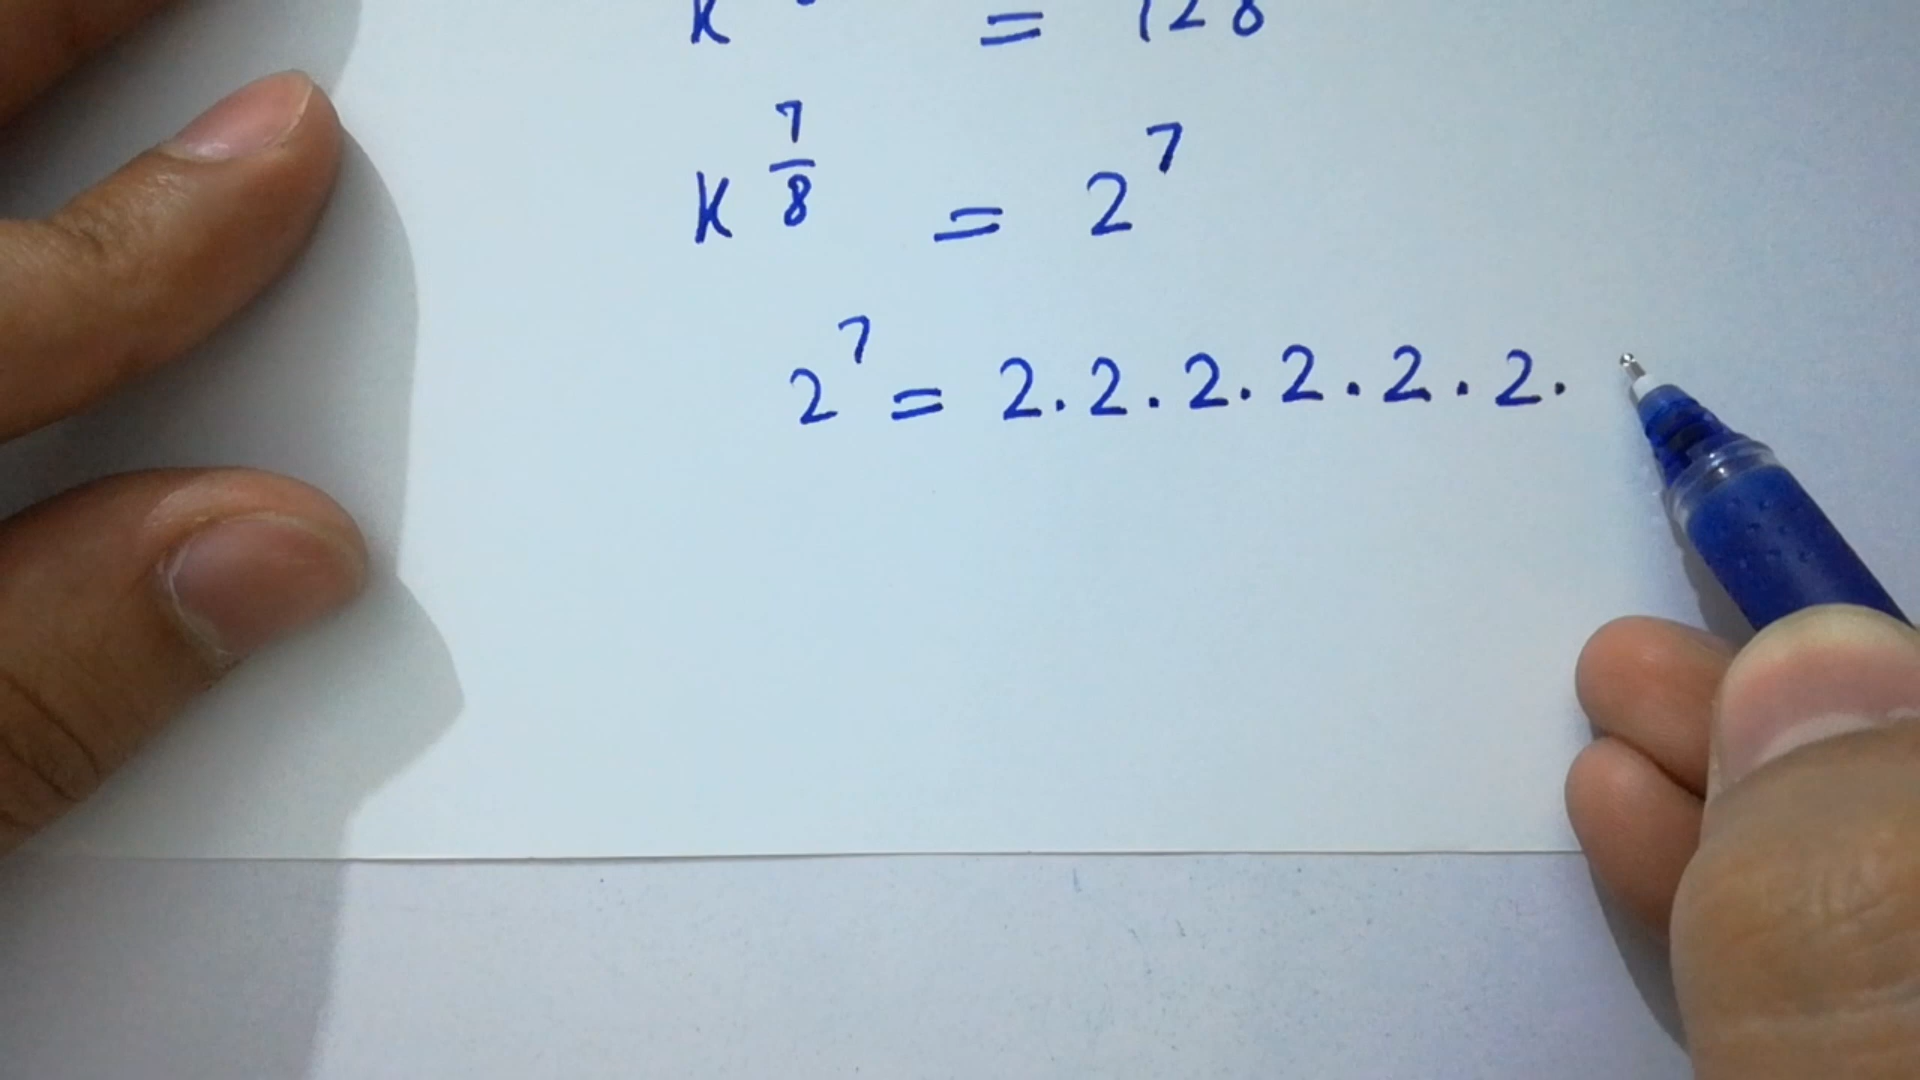 K = 128
K^{7/8} = 2^7
2^7 = 2.2.2.2.2.2.